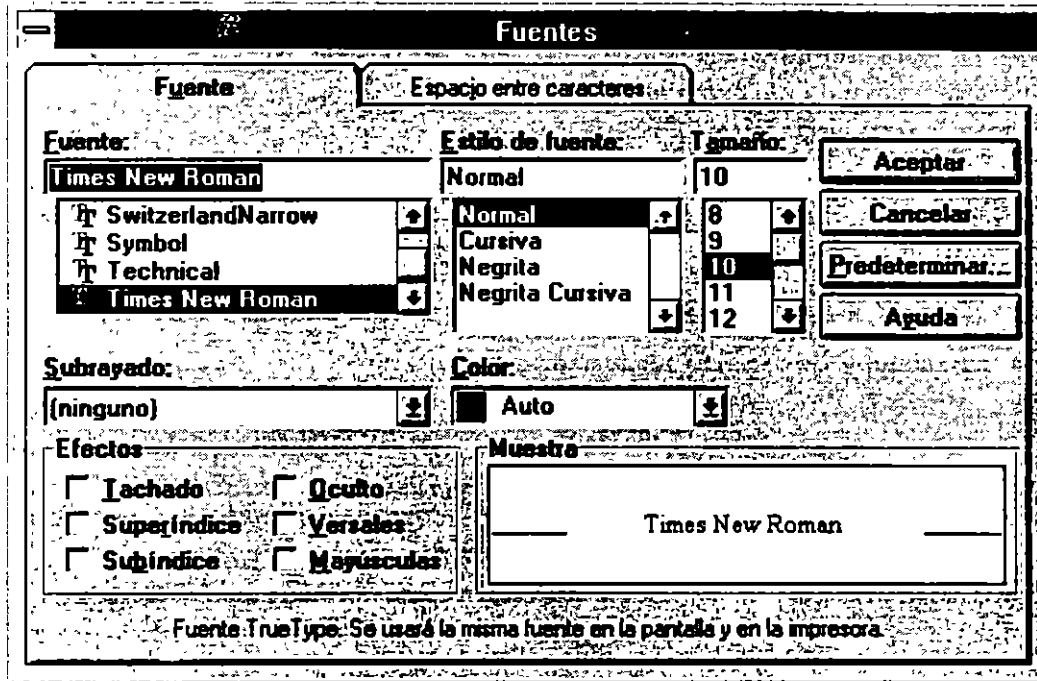 Fuentes
Fuente
Espacio entre caracteres
Fuente:
Estilo de fuente:
Tamaño:
Times New Roman
Normal
10
SwitzerlandNarrow
Symbol
Technical
Times New Roman
Normal
Cursiva
Negrita
Negrita Cursiva
8
9
10
11
12
Aceptar
Cancelar
Predeterminar...
Ayuda
Subrayado:
Color:
(ninguno)
Auto
Efectos
Tachado
Oculto
Superíndice
Versales
Subíndice
Mayusculas
Muestra
Times New Roman
Fuente TrueType. Se usará la misma fuente en la pantalla y en la impresora.